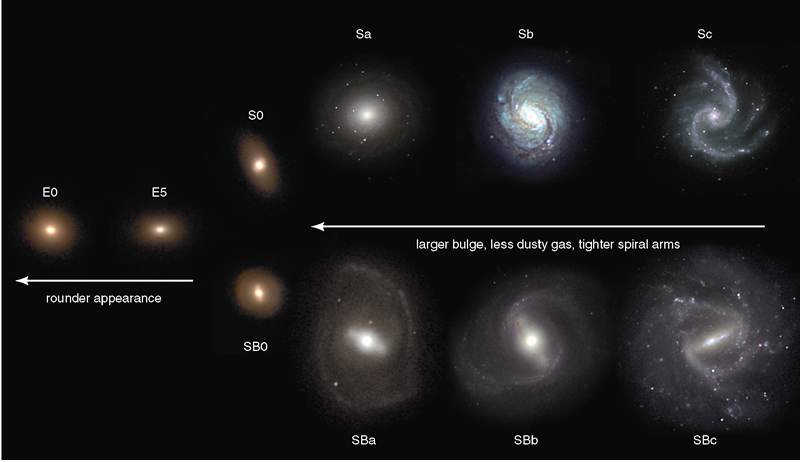 Sa
Sb
Sc
S0
E0
E5
larger bulge, less dusty gas, tighter spiral arms
rounder appearance
SB0
SBa
SBb
SBc